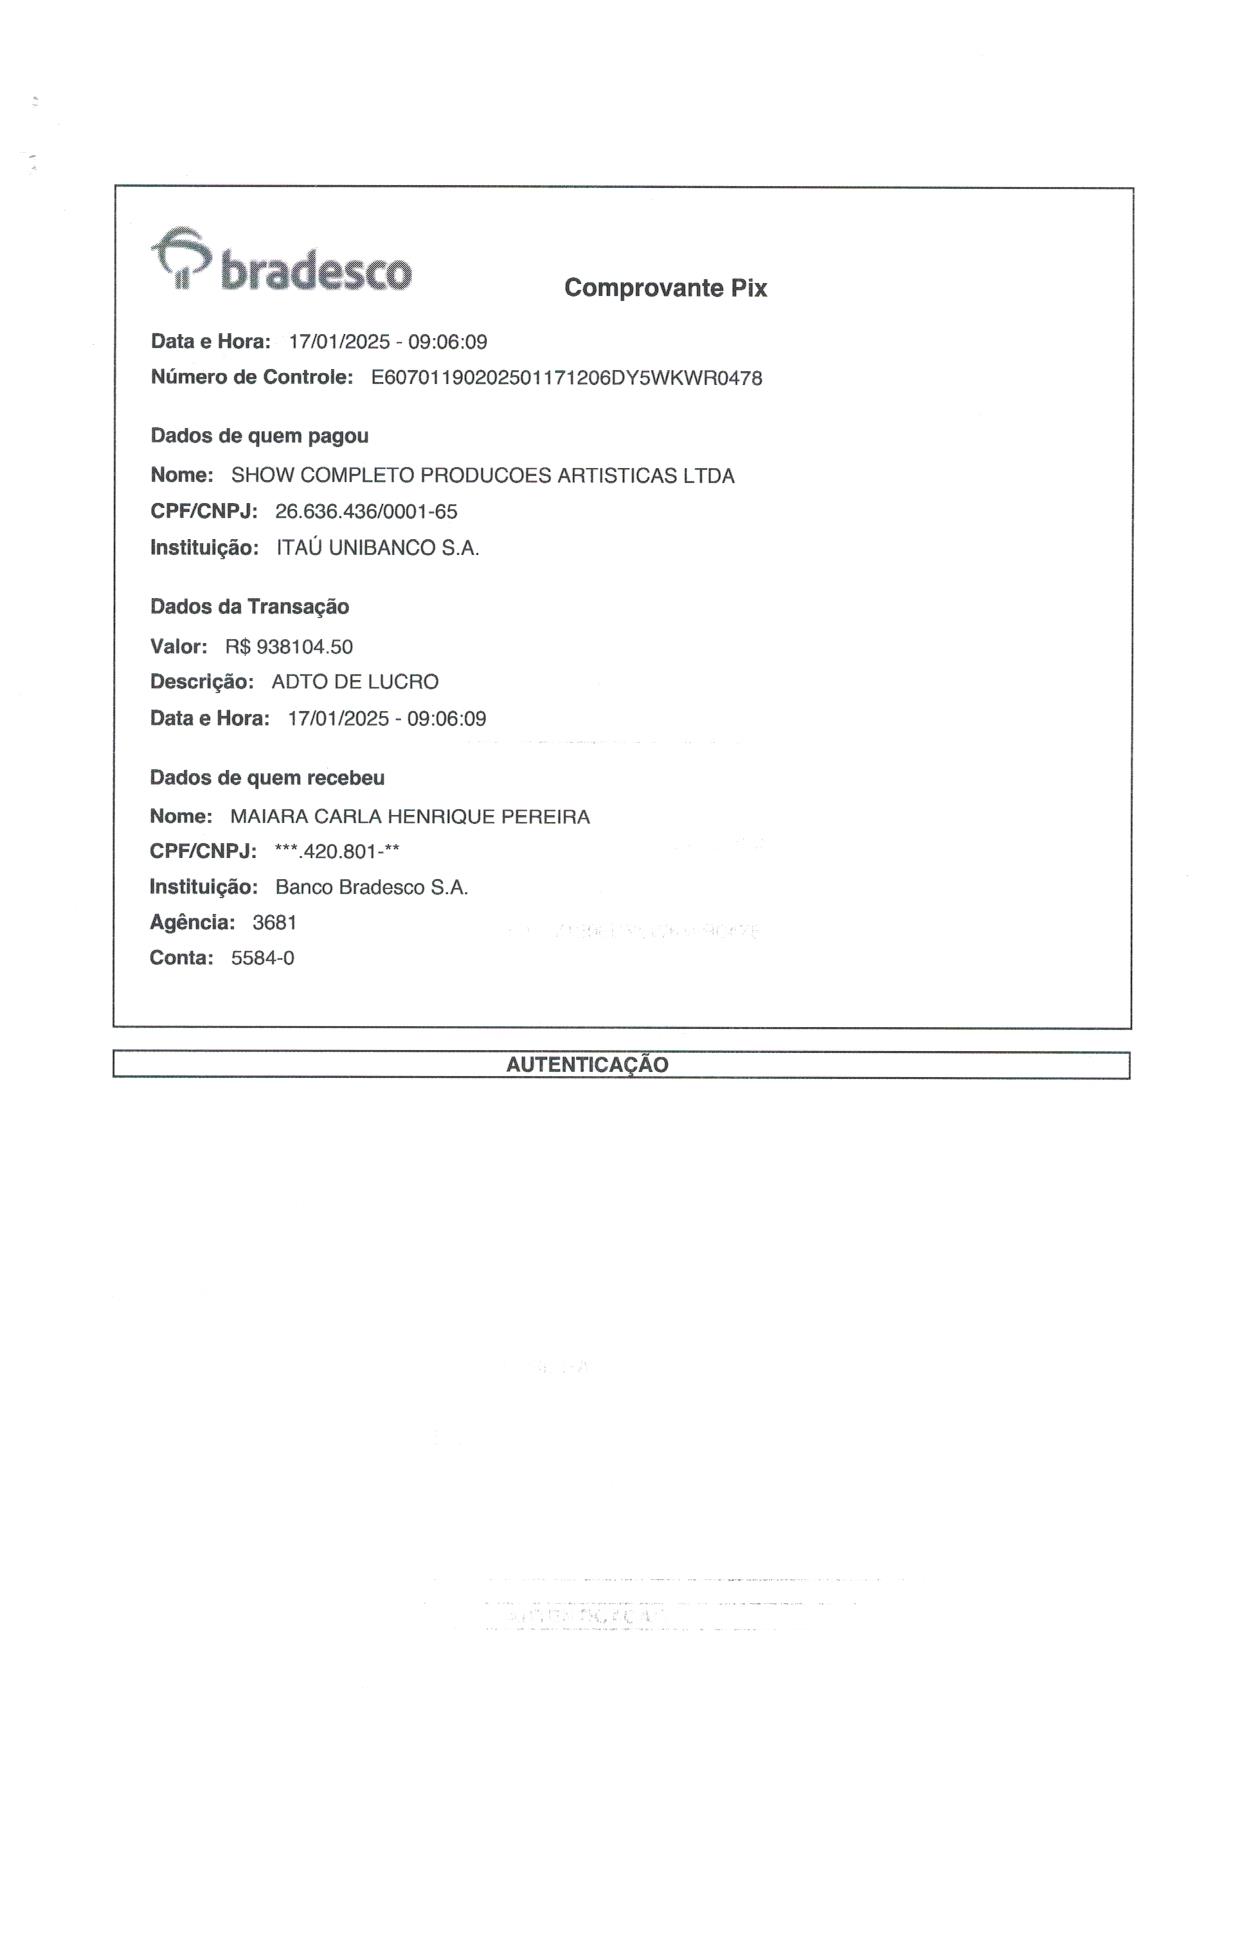 bradesco
Comprovante Pix
Data e Hora: 17/01/2025 - 09:06:09
Número de Controle: E60701190202501171206DY5WKWR0478
Dados de quem pagou
Nome: SHOW COMPLETO PRODUCOES ARTISTICAS LTDA
CPF/CNPJ: 26.636.436/0001-65
Instituição: ITAÚ UNIBANCO S.A.
Dados da Transação
Valor: R$ 938104.50
Descrição: ADTO DE LUCRO
Data e Hora: 17/01/2025 - 09:06:09
Dados de quem recebeu
Nome: MAIARA CARLA HENRIQUE PEREIRA
CPF/CNPJ: ***.420.801-**
Instituição: Banco Bradesco S.A.
Agência: 3681
Conta: 5584-0
AUTENTICAÇÃO